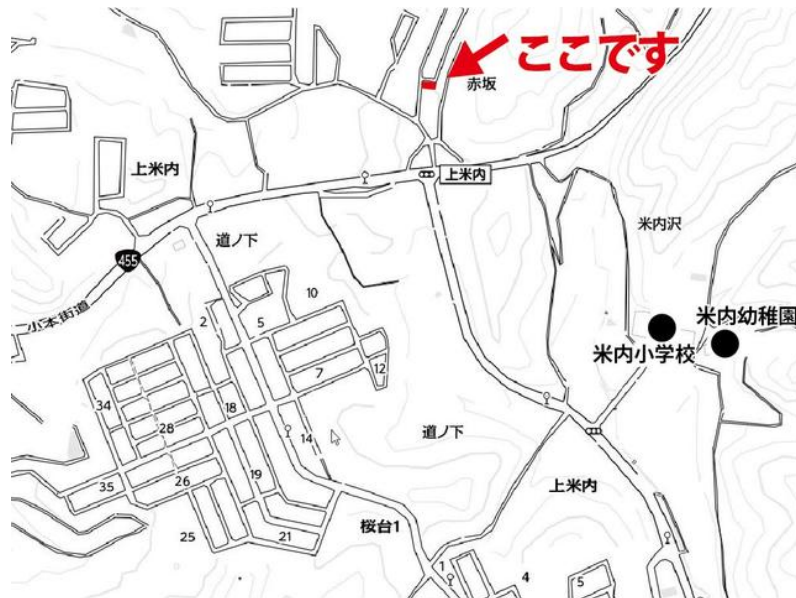 ここです
赤坂
上米内
上米内
米内沢
道ノ下
455
小本街道
10
2
5
米内幼稚園
米内小学校
12
7
34
18
28
14
道ノ下
19
26
35
上米内
桜台1
21
25
1
4
5